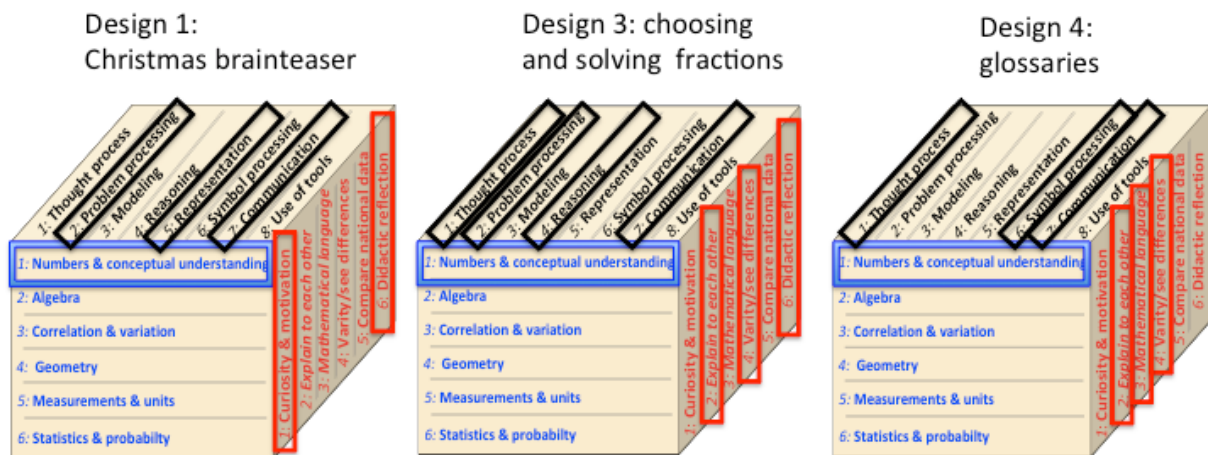 Design 1:
Christmas brainteaser
1: Thought process
2: Problem processing
3: Modeling
4: Reasoning
5: Representation
6: Symbol processing
7: Communication
8: Use of tools
1: Numbers & conceptual understanding
2: Algebra
3: Correlation & variation
4: Geometry
5: Measurements & units
6: Statistics & probabilty
1: Curiosity & motivation
2: Explain to each other
3: Mathematical language
4: Varity/see differences
5: Compare national data
6: Didactic reflection
Design 3: choosing
and solving fractions
1: Thought process
2: Problem processing
3: Modeling
4: Reasoning
5: Representation
6: Symbol processing
7: Communication
8: Use of tools
1: Numbers & conceptual understanding
2: Algebra
3: Correlation & variation
4: Geometry
5: Measurements & units
6: Statistics & probabilty
1: Curiosity & motivation
2: Explain to each other
3: Mathematical language
4: Varity/see differences
5: Compare national data
6: Didactic reflection
Design 4:
glossaries
1: Thought process
2: Problem processing
3: Modeling
4: Reasoning
5: Representation
6: Symbol processing
7: Communication
8: Use of tools
1: Numbers & conceptual understanding
2: Algebra
3: Correlation & variation
4: Geometry
5: Measurements & units
6: Statistics & probabilty
1: Curiosity & motivation
2: Explain to each other
3: Mathematical language
4: Varity/see differences
5: Compare national data
6: Didactic reflection